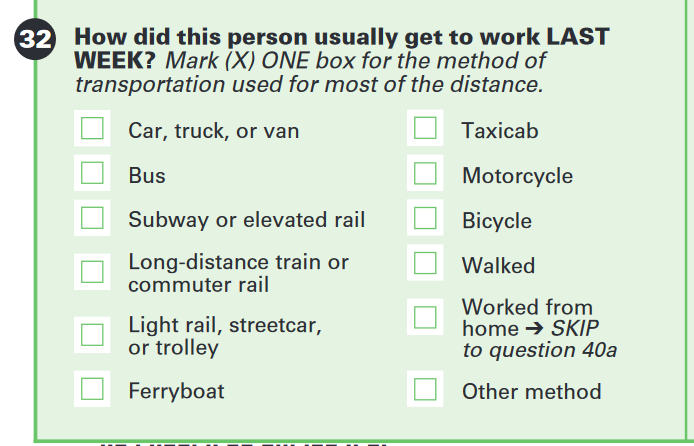 32 How did this person usually get to work LAST
WEEK? Mark (X) ONE box for the method of
transportation used for most of the distance.
Car, truck, or van
Bus
Subway or elevated rail
Long-distance train or
commuter rail
Light rail, streetcar,
or trolley
Ferryboat
Taxicab
Motorcycle
Bicycle
Walked
Worked from
home ➔ SKIP
to question 40a
Other method